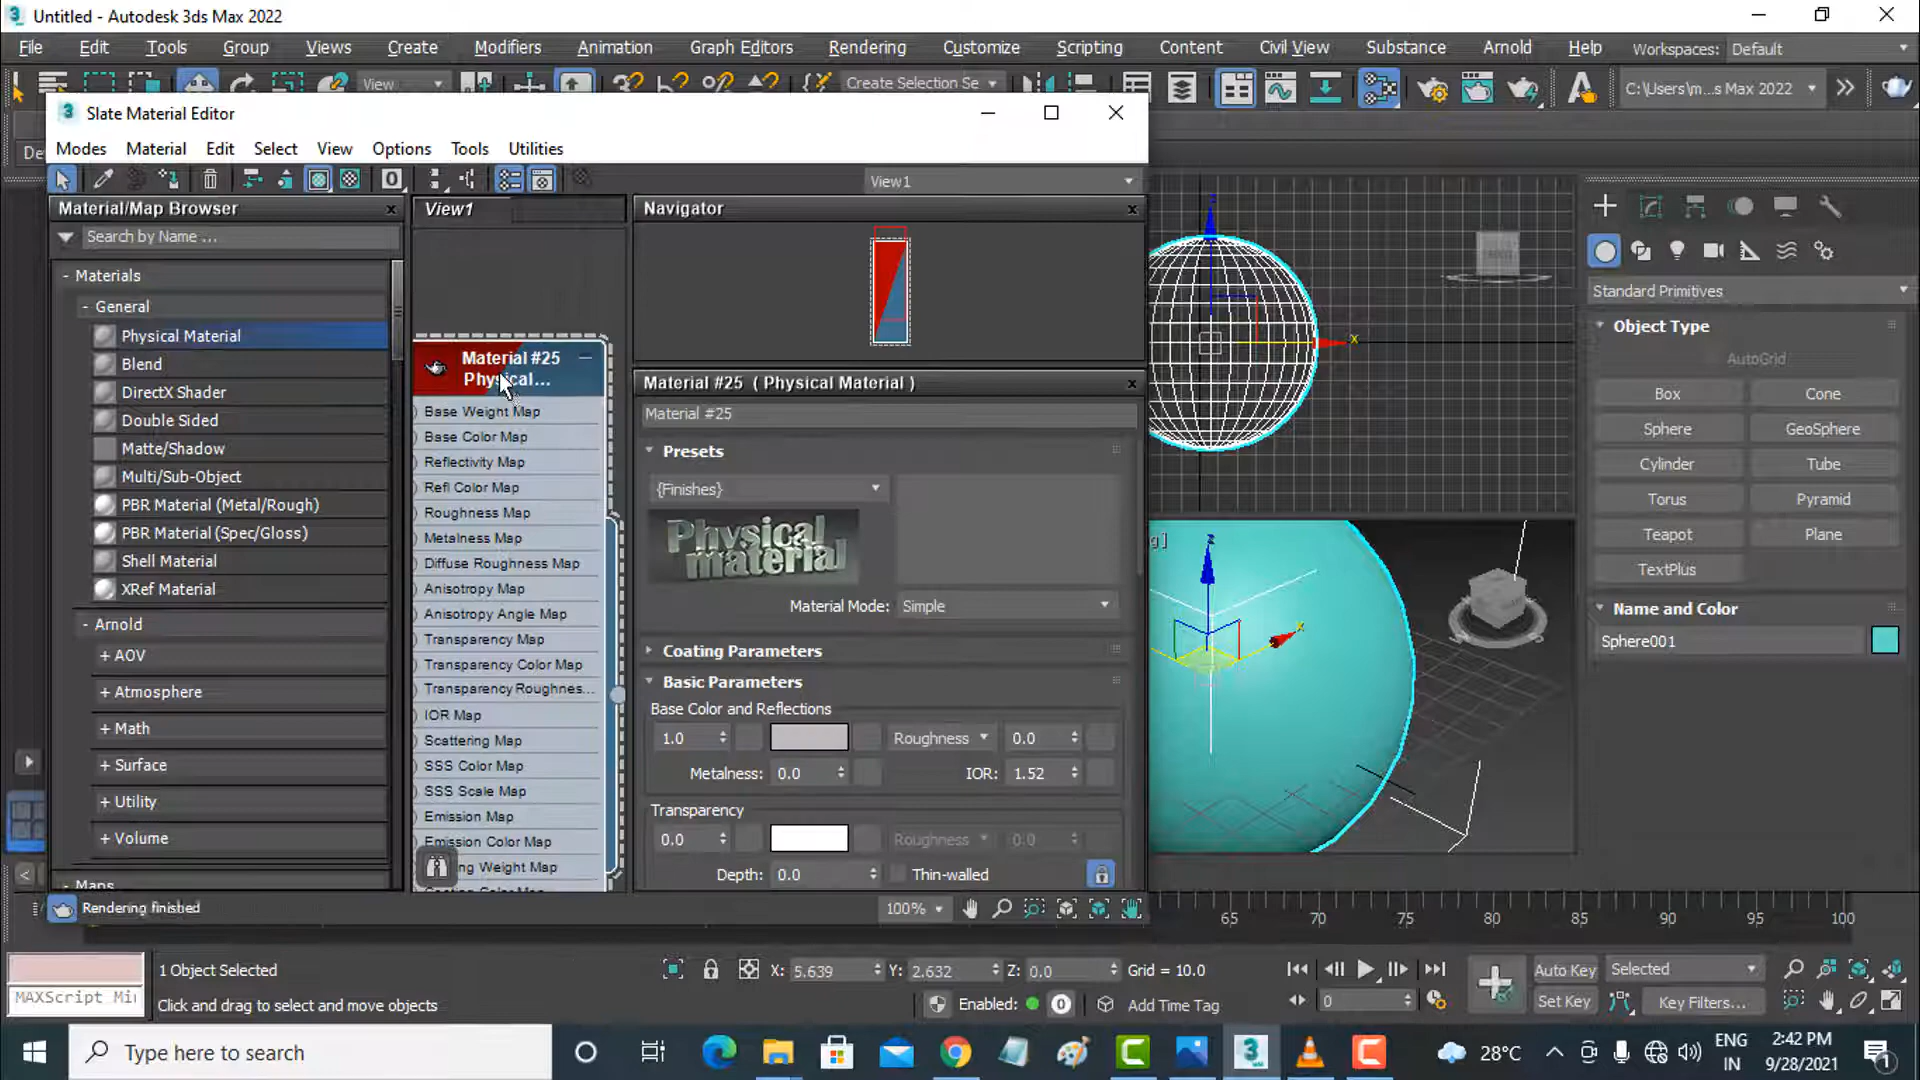 Untitled - Autodesk 3ds Max 2022
File Edit Tools Group Views Create Modifiers Animation Graph Editors Rendering Customize Scripting Content Civil View Substance Arnold Help Workspaces: Default
View Create Selection Se C:\Users\m...s Max 2022
Slate Material Editor
Modes Material Edit Select View Options Tools Utilities
View1
Material/Map Browser
View1
Navigator
Search by Name ...
- Materials
- General
Physical Material
Blend
DirectX Shader
Double Sided
Matte/Shadow
Multi/Sub-Object
PBR Material (Metal/Rough)
PBR Material (Spec/Gloss)
Shell Material
XRef Material
- Arnold
+ AOV
+ Atmosphere
+ Math
+ Surface
+ Utility
+ Volume
- Maps
Material #25
Physical...
Base Weight Map
Base Color Map
Reflectivity Map
Refl Color Map
Roughness Map
Metalness Map
Diffuse Roughness Map
Anisotropy Map
Anisotropy Angle Map
Transparency Map
Transparency Color Map
Transparency Roughnes...
IOR Map
Scattering Map
SSS Color Map
SSS Scale Map
Emission Map
Emission Color Map
ng Weight Map
Material #25 ( Physical Material )
Material #25
Presets
{Finishes}
Physical material
Material Mode: Simple
Coating Parameters
Basic Parameters
Base Color and Reflections
1.0 Roughness 0.0
Metalness: 0.0 IOR: 1.52
Transparency
0.0 Roughness 0.0
Depth: 0.0 Thin-walled
Rendering finished
100%
z
x
z
x
Standard Primitives
Object Type
AutoGrid
Box Cone
Sphere GeoSphere
Cylinder Tube
Torus Pyramid
Teapot Plane
TextPlus
Name and Color
Sphere001
65 70 75 80 85 90 95 100
1 Object Selected
X: 5.639 Y: 2.632 Z: 0.0 Grid = 10.0
Auto Key Selected
MAXScript Mi
Click and drag to select and move objects
Enabled: 0 Add Time Tag
0
Set Key Key Filters...
Type here to search
28°C
ENG
IN
2:42 PM
9/28/2021
1